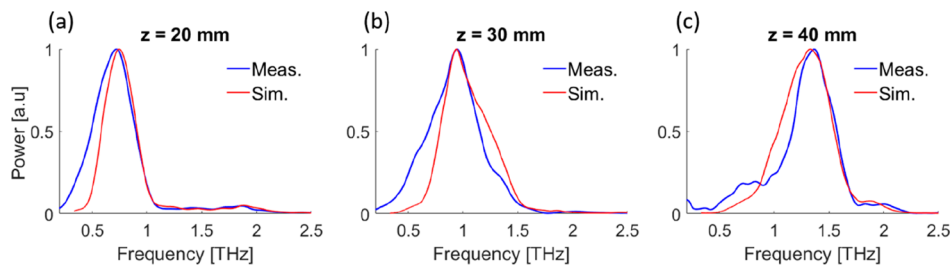 (a)
z = 20 mm
Meas.
Sim.
Power [a.u]
1
0.5
0
0.5
1
1.5
2
2.5
Frequency [THz]
(b)
z = 30 mm
Meas.
Sim.
1
0.5
0
0.5
1
1.5
2
2.5
Frequency [THz]
(c)
z = 40 mm
Meas.
Sim.
1
0.5
0
0.5
1
1.5
2
2.5
Frequency [THz]